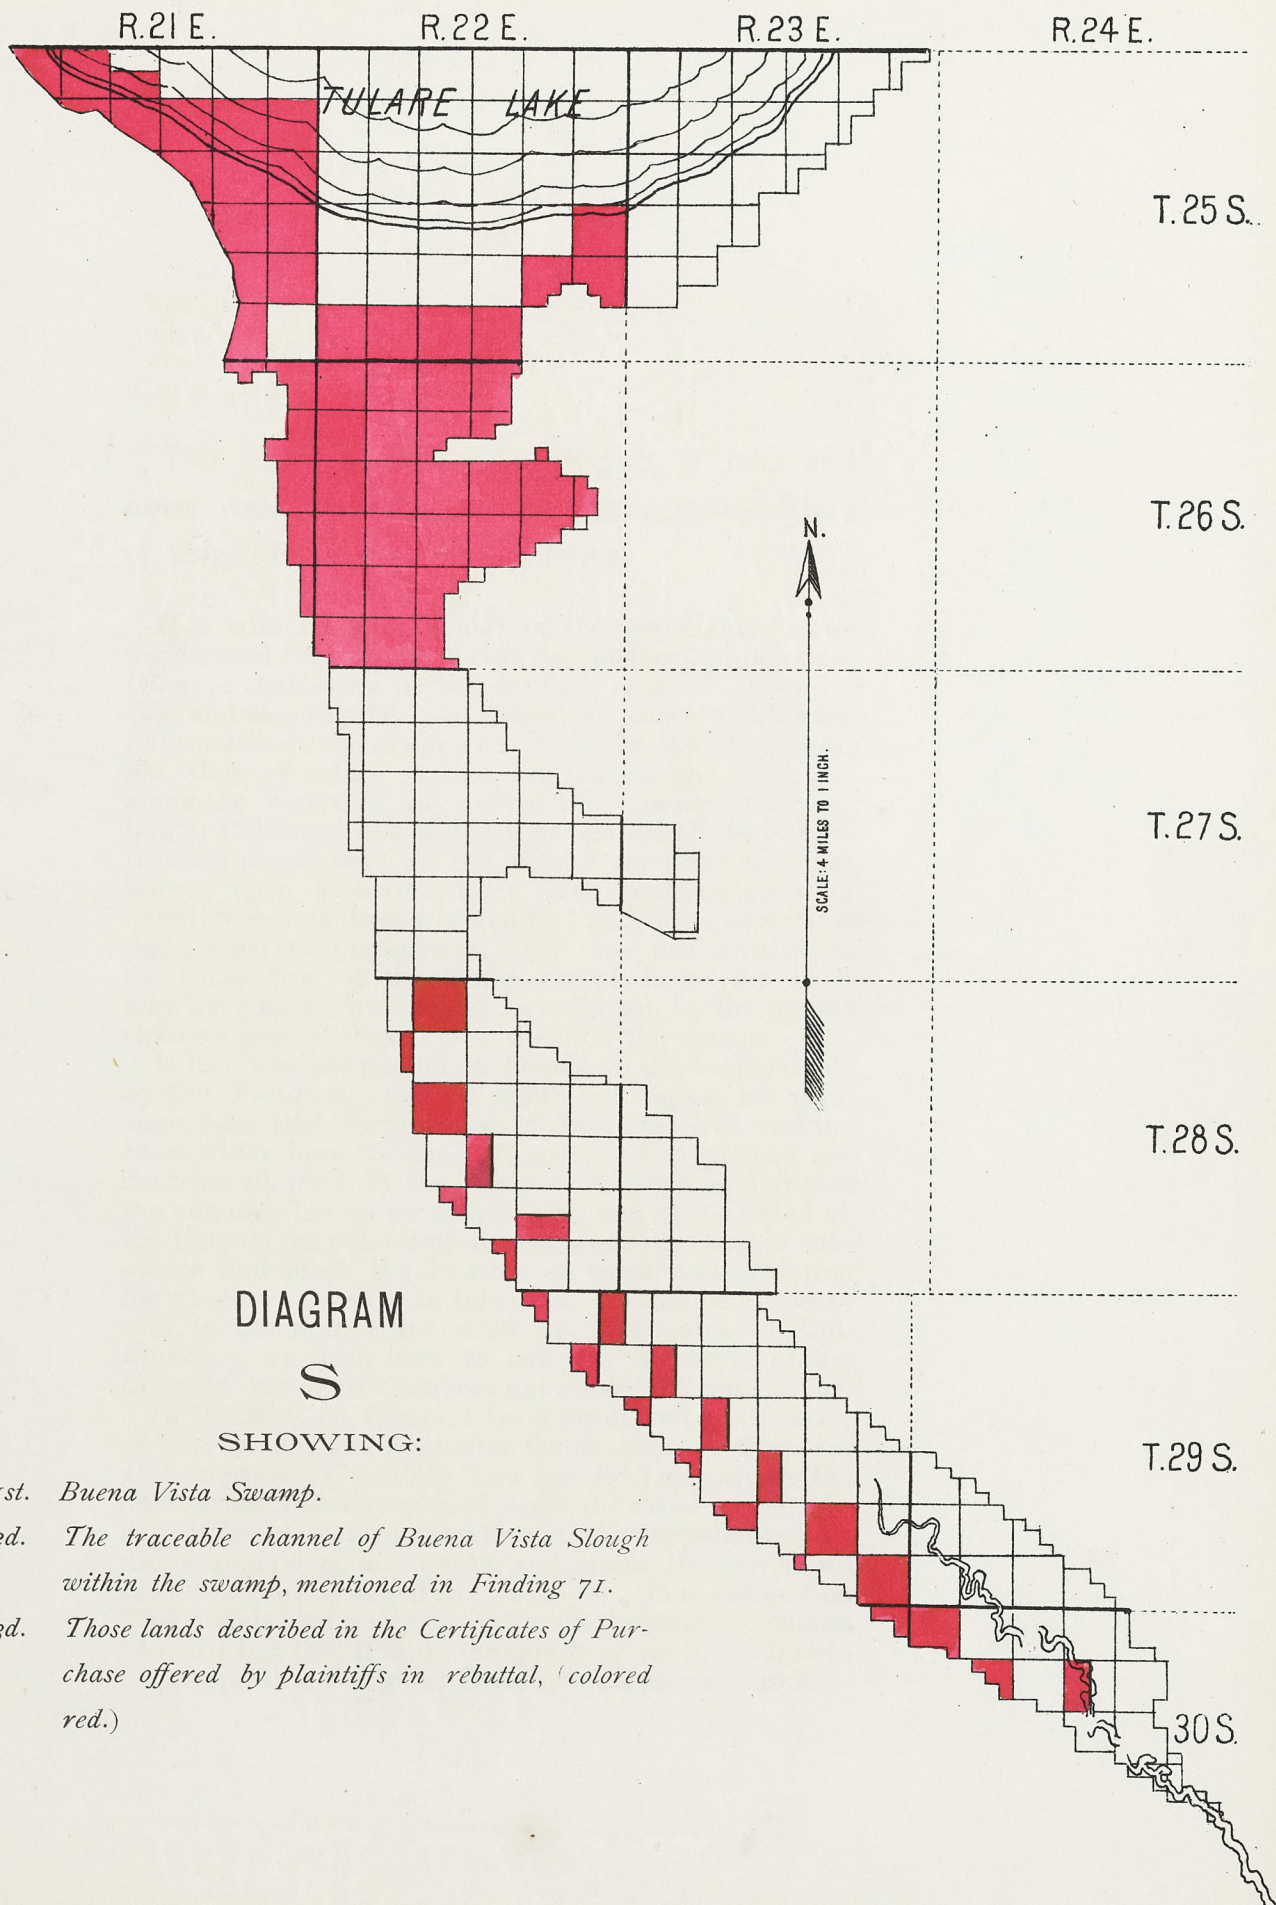 R.21 E. R.22 E. R.23 E. R.24 E.
TULARE LAKE
T.25 S.
T.26 S.
N.
SCALE: 4 MILES TO 1 INCH.
T.27 S.
T.28 S.
DIAGRAM
S
SHOWING:
T.29 S.
st. Buena Vista Swamp.
d. The traceable channel of Buena Vista Slough
within the swamp, mentioned in Finding 71.
d. Those lands described in the Certificates of Pur-
chase offered by plaintiffs in rebuttal, (colored
red.)
30 S.